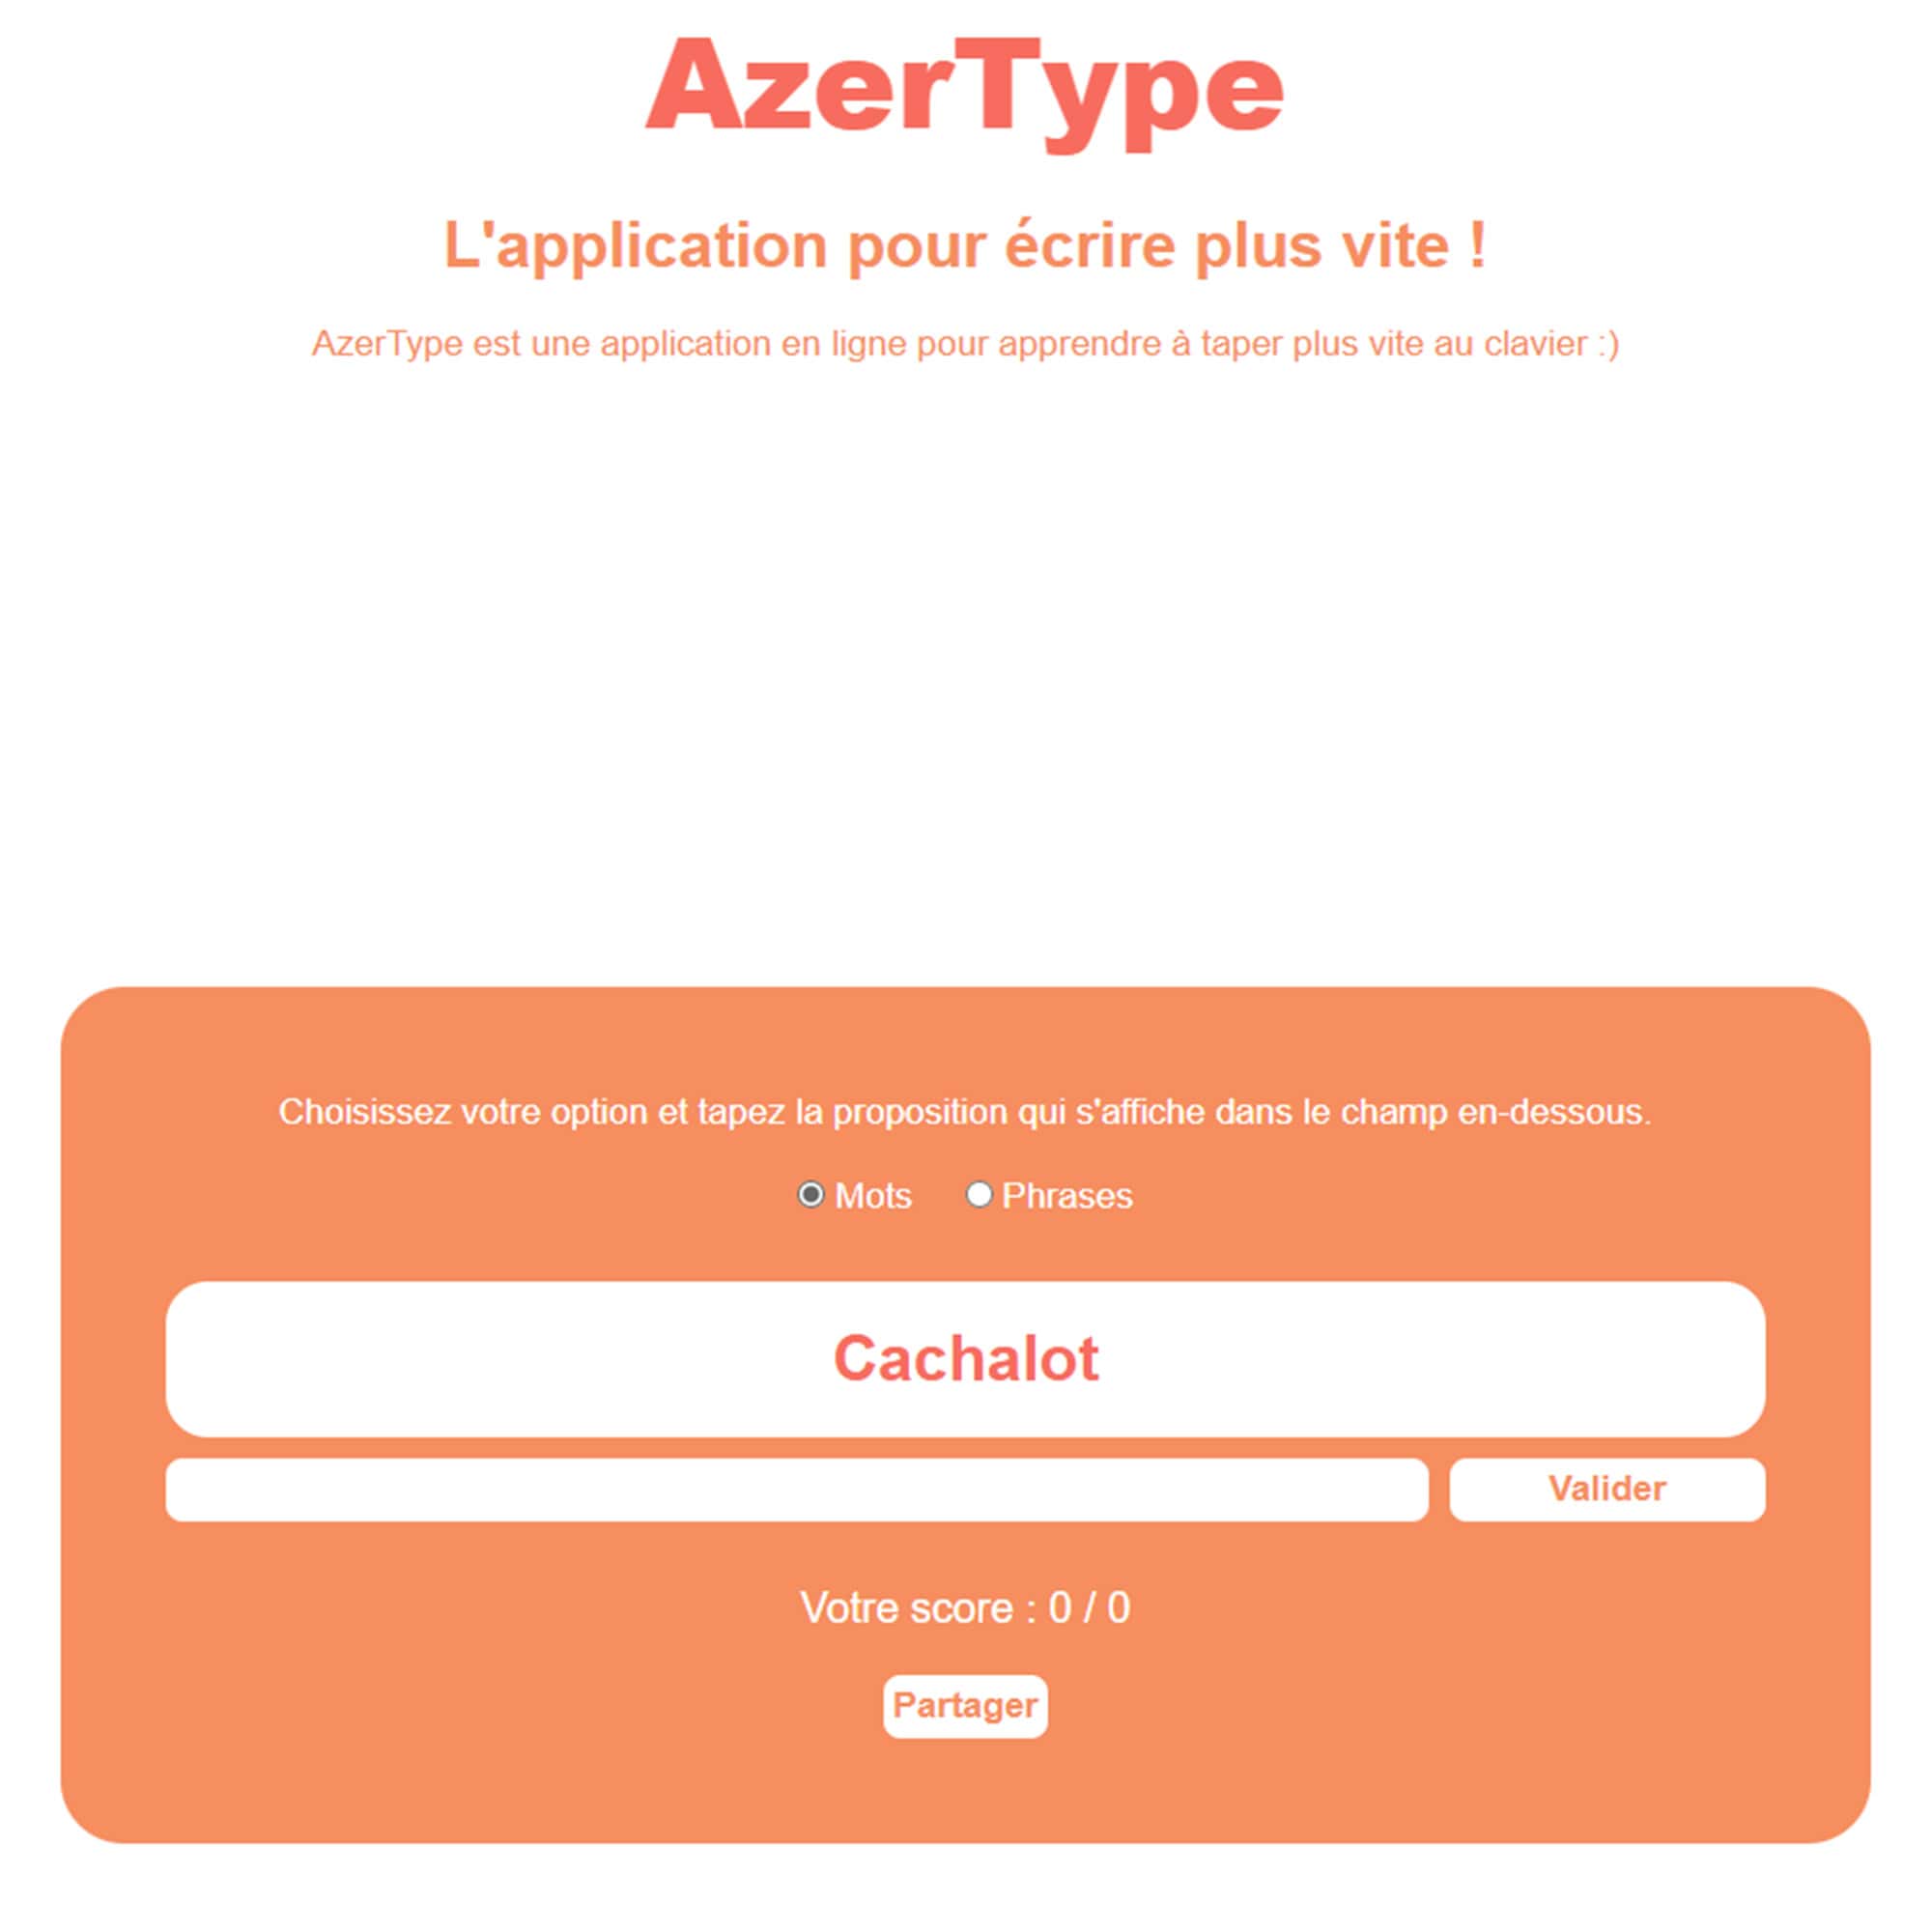 AzerType
L'application pour écrire plus vite !
AzerType est une application en ligne pour apprendre à taper plus vite au clavier :)
Choisissez votre option et tapez la proposition qui s'affiche dans le champ en-dessous.
Mots Phrases
Cachalot
Valider
Votre score : 0 / 0
Partager